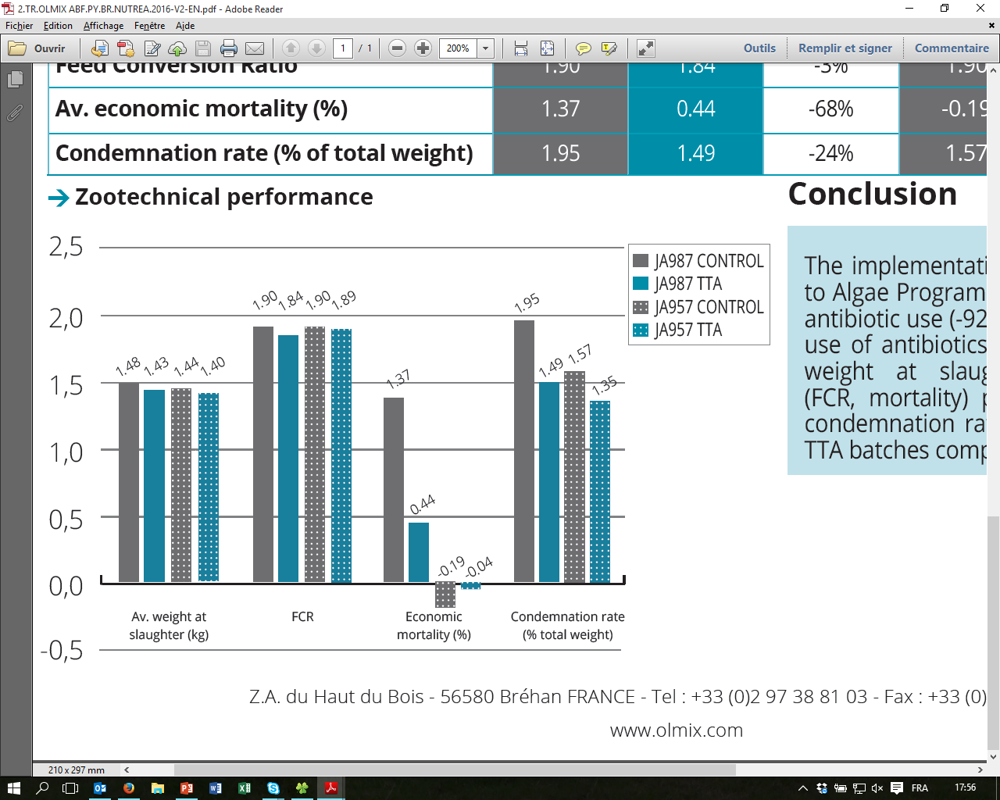 2.TR.OLMIX ABF.PY.BR.NUTREA.2016-V2-EN.pdf - Adobe Reader
Fichier Edition Affichage Fenêtre Aide
Ouvrir 1 / 1 200% Outils Remplir et signer Commentaire
Feed Conversion Ratio 1.90 1.84 -3% 1.90
Av. economic mortality (%) 1.37 0.44 -68% -0.19
Condemnation rate (% of total weight) 1.95 1.49 -24% 1.57
Zootechnical performance
2,5
2,0
1,5
1,0
0,5
0,0
-0,5
1.48 1.43 1.44 1.40
1.90 1.84 1.90 1.89
1.37 0.44 -0.19 -0.04
1.95 1.49 1.57 1.35
Av. weight at
slaughter (kg)
FCR
Economic
mortality (%)
Condemnation rate
(% total weight)
JA987 CONTROL
JA987 TTA
JA957 CONTROL
JA957 TTA
Conclusion
The implementati
to Algae Program
antibiotic use (-92
use of antibiotics
weight at slaug
(FCR, mortality) p
condemnation ra
TTA batches comp
Z.A. du Haut du Bois - 56580 Bréhan FRANCE - Tel : +33 (0)2 97 38 81 03 - Fax : +33 (0)
www.olmix.com
210 x 297 mm
FRA 17:56